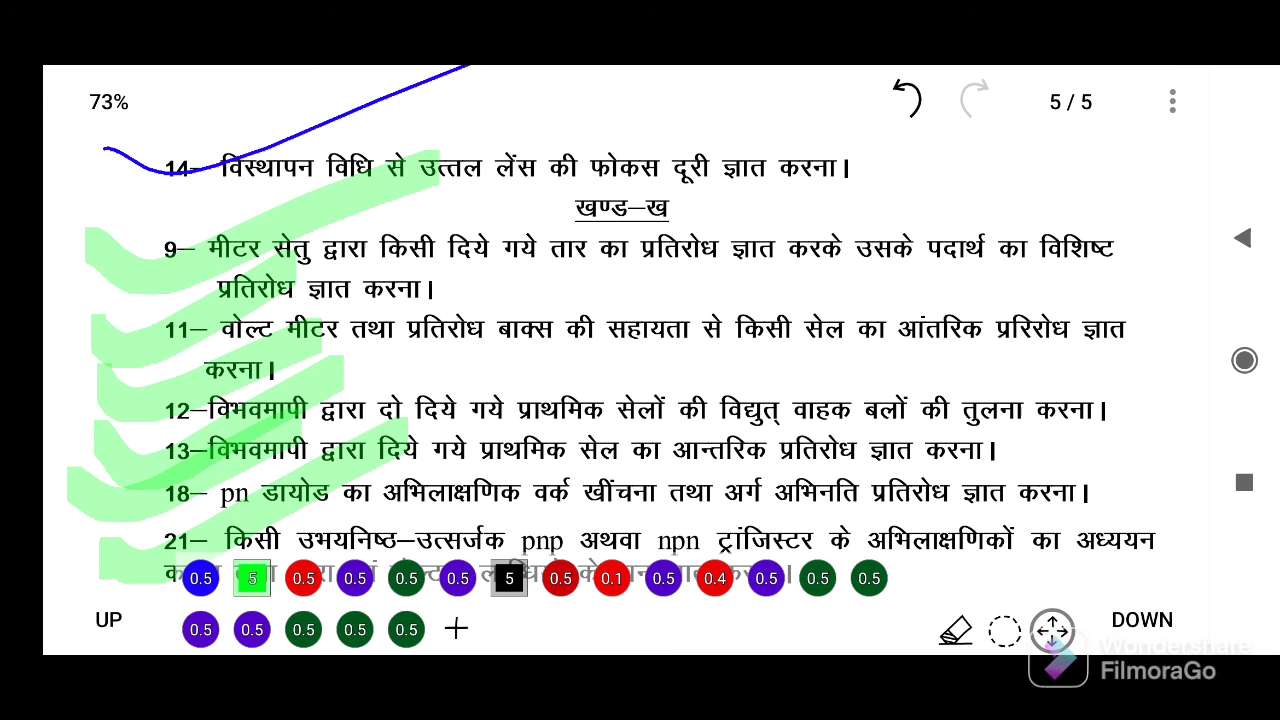 73%
5 / 5
14– विस्थापन विधि से उत्तल लेंस की फोकस दूरी ज्ञात करना।
खण्ड–ख
9– मीटर सेतु द्वारा किसी दिये गये तार का प्रतिरोध ज्ञात करके उसके पदार्थ का विशिष्ट
प्रतिरोध ज्ञात करना।
11– वोल्ट मीटर तथा प्रतिरोध बाक्स की सहायता से किसी सेल का आंतरिक प्ररिरोध ज्ञात
करना।
12–विभवमापी द्वारा दो दिये गये प्राथमिक सेलों की विद्युत् वाहक बलों की तुलना करना।
13–विभवमापी द्वारा दिये गये प्राथमिक सेल का आन्तरिक प्रतिरोध ज्ञात करना।
18– pn डायोड का अभिलाक्षणिक वर्क खींचना तथा अर्ग अभिनति प्रतिरोध ज्ञात करना।
21– किसी उभयनिष्ठ–उत्सर्जक pnp अथवा npn ट्रांजिस्टर के अभिलाक्षणिकों का अध्ययन
0.5 5 0.5 0.5 0.5 0.5 5 0.5 0.1 0.5 0.4 0.5 0.5 0.5
UP 0.5 0.5 0.5 0.5 0.5 + DOWN
Wondershare
FilmoraGo